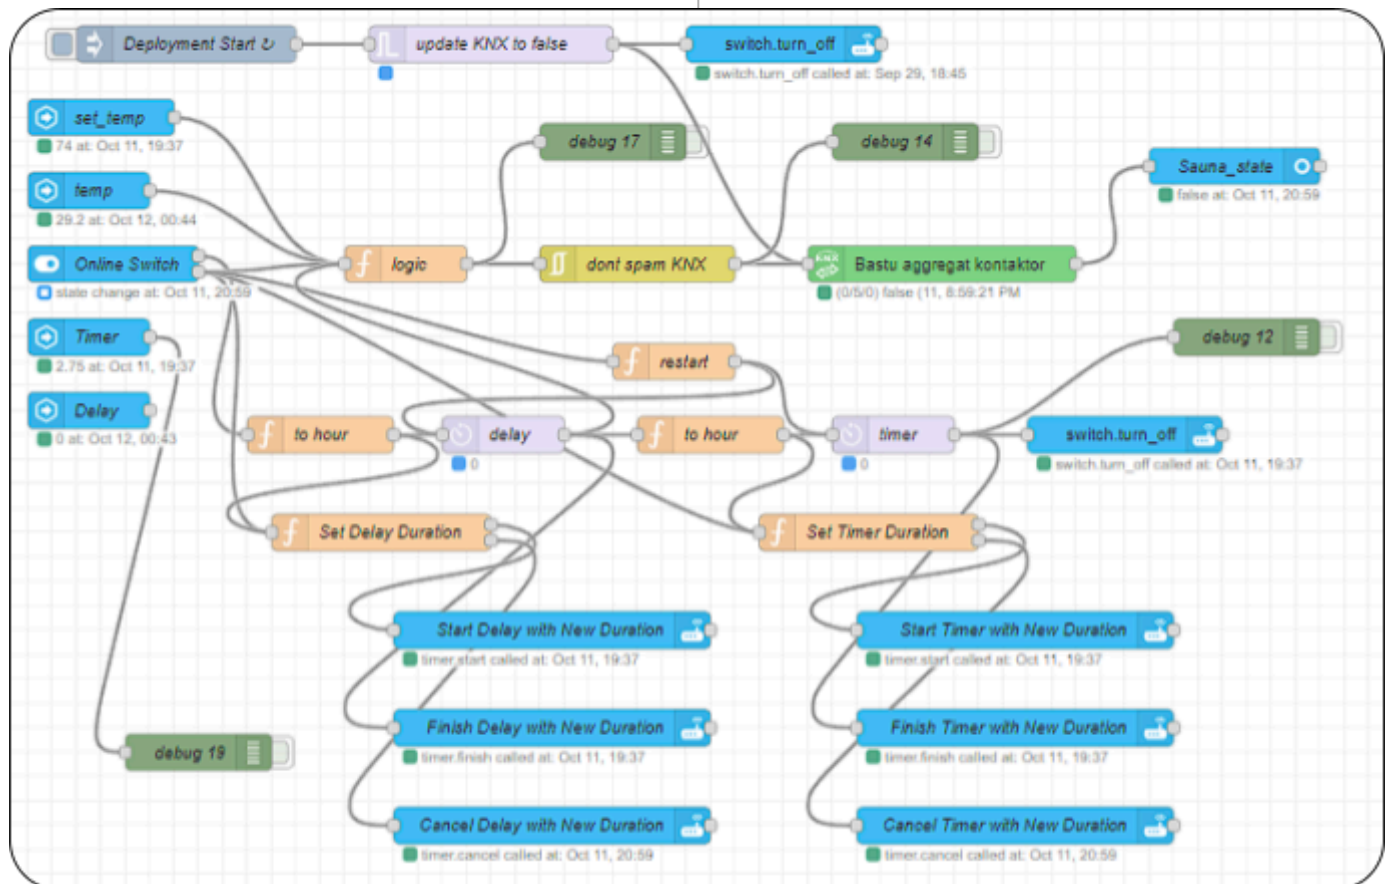 Deployment Start ↻
update KNX to false
switch.turn_off
switch.turn_off called at: Sep 29, 18:45
set_temp
74 at: Oct 11, 19:37
debug 17
debug 14
Sauna_state
false at: Oct 11, 20:59
temp
29.2 at: Oct 12, 00:44
Online Switch
state change at: Oct 11, 20:59
logic
dont spam KNX
KNX
Bastu aggregat kontaktor
(0/5/0) false (11, 8:59:21 PM
Timer
2.75 at: Oct 11, 19:37
restart
debug 12
Delay
0 at: Oct 12, 00:43
to hour
delay
0
to hour
timer
0
switch.turn_off
switch.turn_off called at: Oct 11, 19:37
Set Delay Duration
Set Timer Duration
Start Delay with New Duration
timer.start called at: Oct 11, 19:37
Start Timer with New Duration
timer.start called at: Oct 11, 19:37
Finish Delay with New Duration
timer.finish called at: Oct 11, 19:37
Finish Timer with New Duration
timer.finish called at: Oct 11, 19:37
debug 19
Cancel Delay with New Duration
timer.cancel called at: Oct 11, 20:59
Cancel Timer with New Duration
timer.cancel called at: Oct 11, 20:59